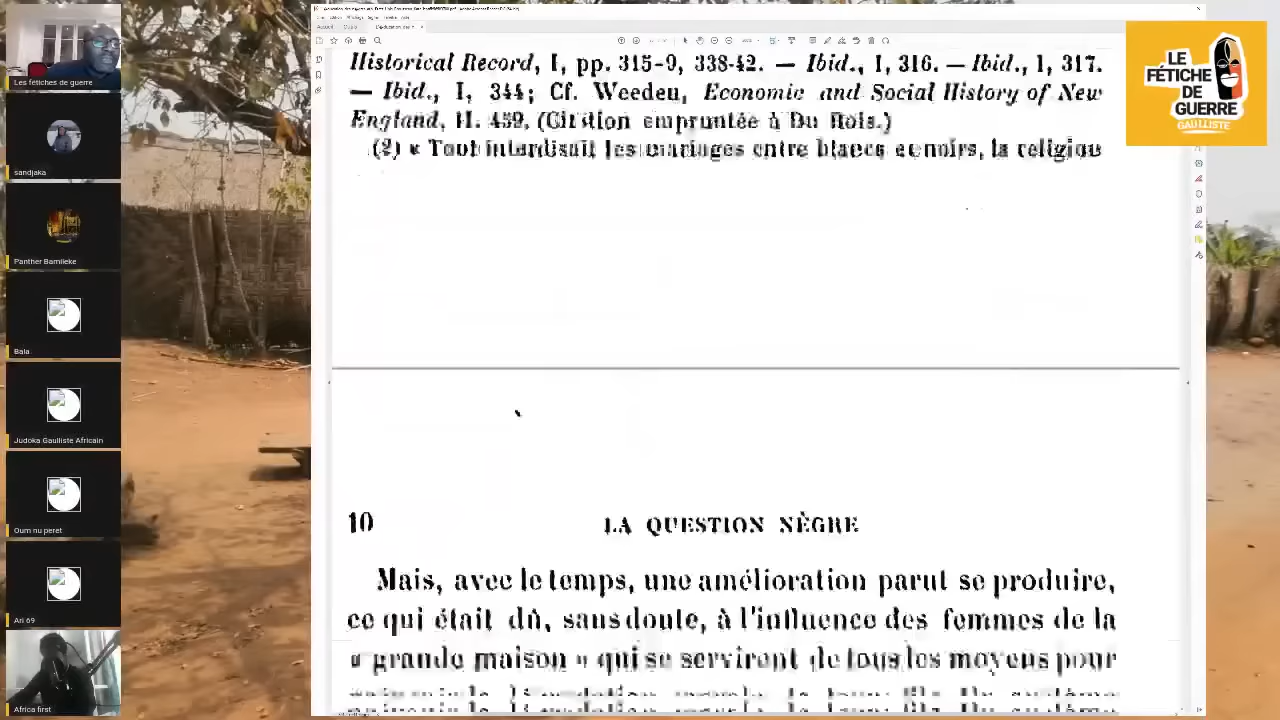 Les fétiches de guerre
sandjaka
Panther Bamileke
Bala
Judoka Gaulliste Africain
Oum nu peret
Ari 69
Africa first
LE
FÉTICHE
DE
GUERRE
GAULLISTE
Historical Record, I, pp. 315-9, 338-42. — Ibid., I, 316. — Ibid., I, 317.
— Ibid., I, 344; Cf. Weeden, Economic and Social History of New
England, II. 459. (Citation empruntée à Du Bois.)
(2) « Tout interdisait les mariages entre blancs et noirs, la religion
10 LA QUESTION NÈGRE
Mais, avec le temps, une amélioration parut se produire,
ce qui était dû, sans doute, à l'influence des femmes de la
« grande maison » qui se servirent de tous les moyens pour